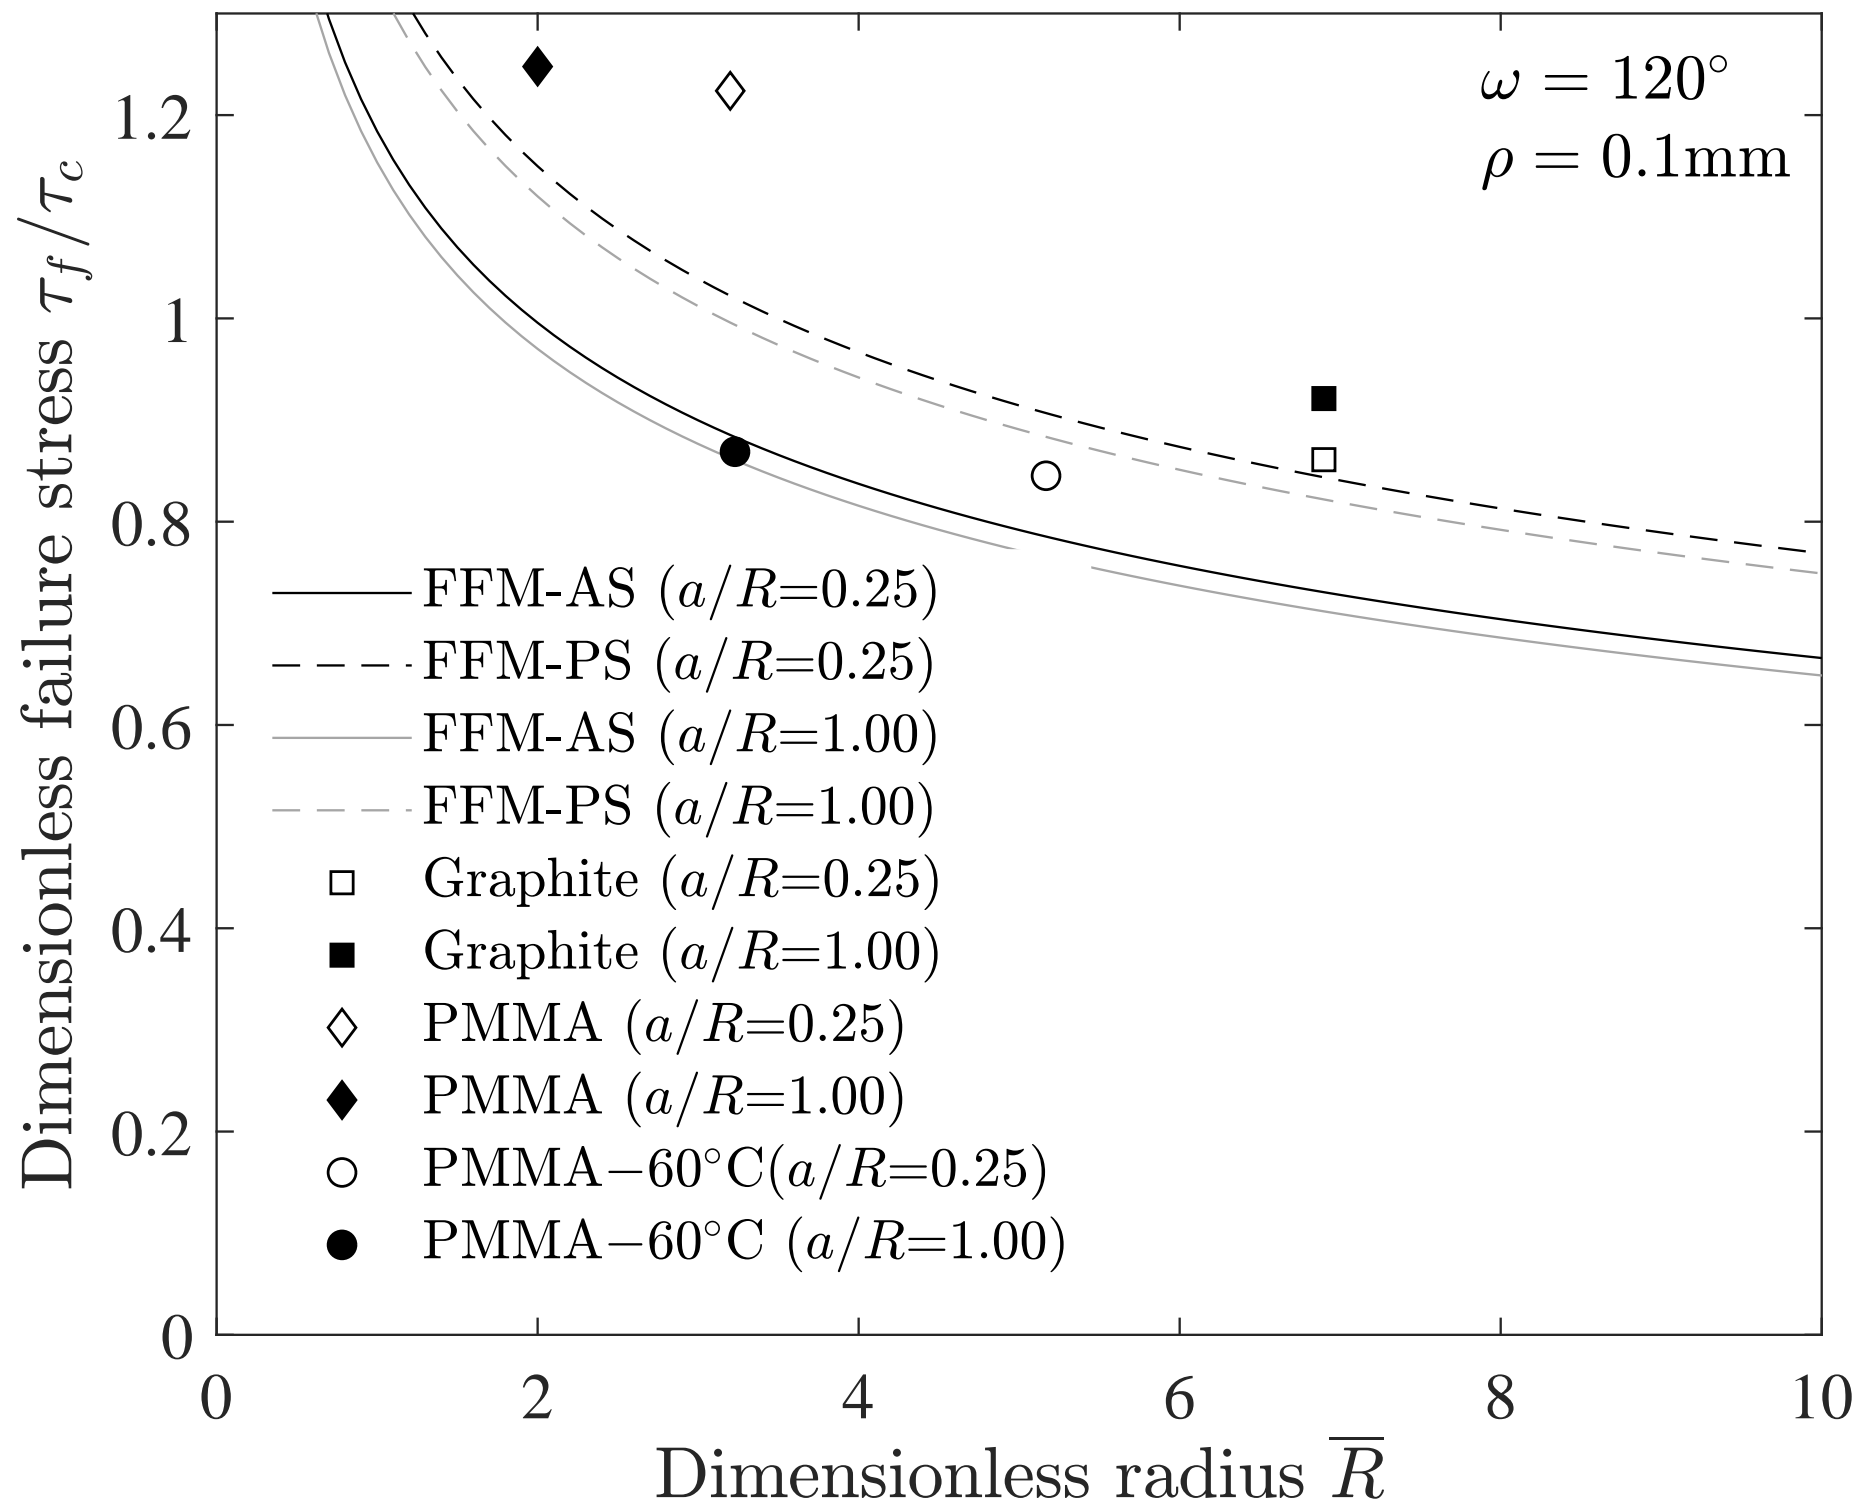 ω = 120°
ρ = 0.1mm
Dimensionless failure stress τ_f/τ_c
1.2
1
0.8
0.6
0.4
0.2
0
FFM-AS (a/R=0.25)
FFM-PS (a/R=0.25)
FFM-AS (a/R=1.00)
FFM-PS (a/R=1.00)
Graphite (a/R=0.25)
Graphite (a/R=1.00)
PMMA (a/R=0.25)
PMMA (a/R=1.00)
PMMA−60°C(a/R=0.25)
PMMA−60°C (a/R=1.00)
0 2 4 6 8 10
Dimensionless radius R̅